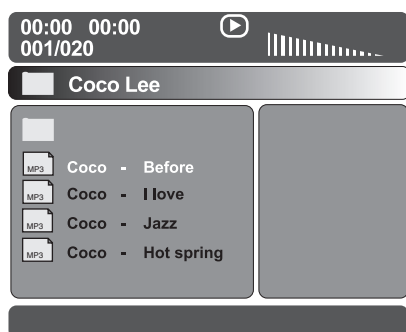 00:00 00:00
001/020
Coco Lee
MP3 Coco - Before
MP3 Coco - I love
MP3 Coco - Jazz
MP3 Coco - Hot spring